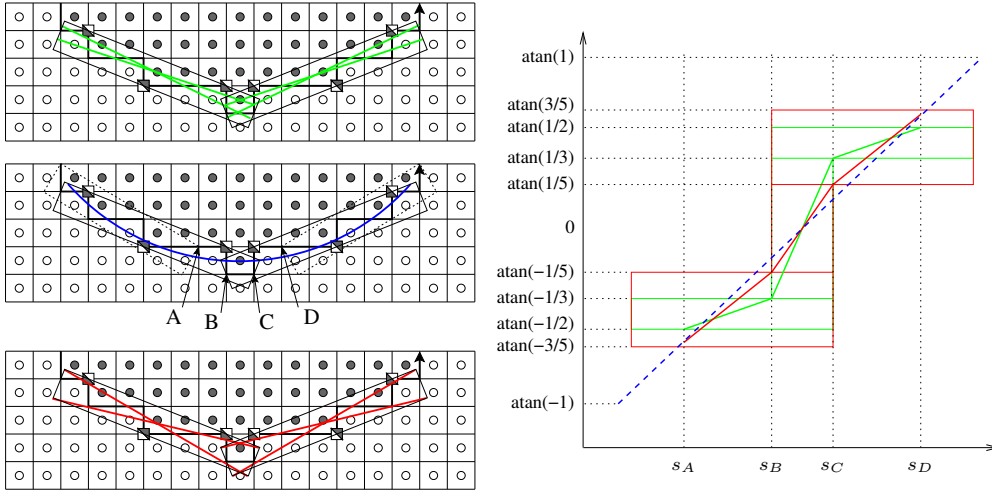 A
B
C
D
atan(1)
atan(3/5)
atan(1/2)
atan(1/3)
atan(1/5)
0
atan(−1/5)
atan(−1/3)
atan(−1/2)
atan(−3/5)
atan(−1)
s_A
s_B
s_C
s_D